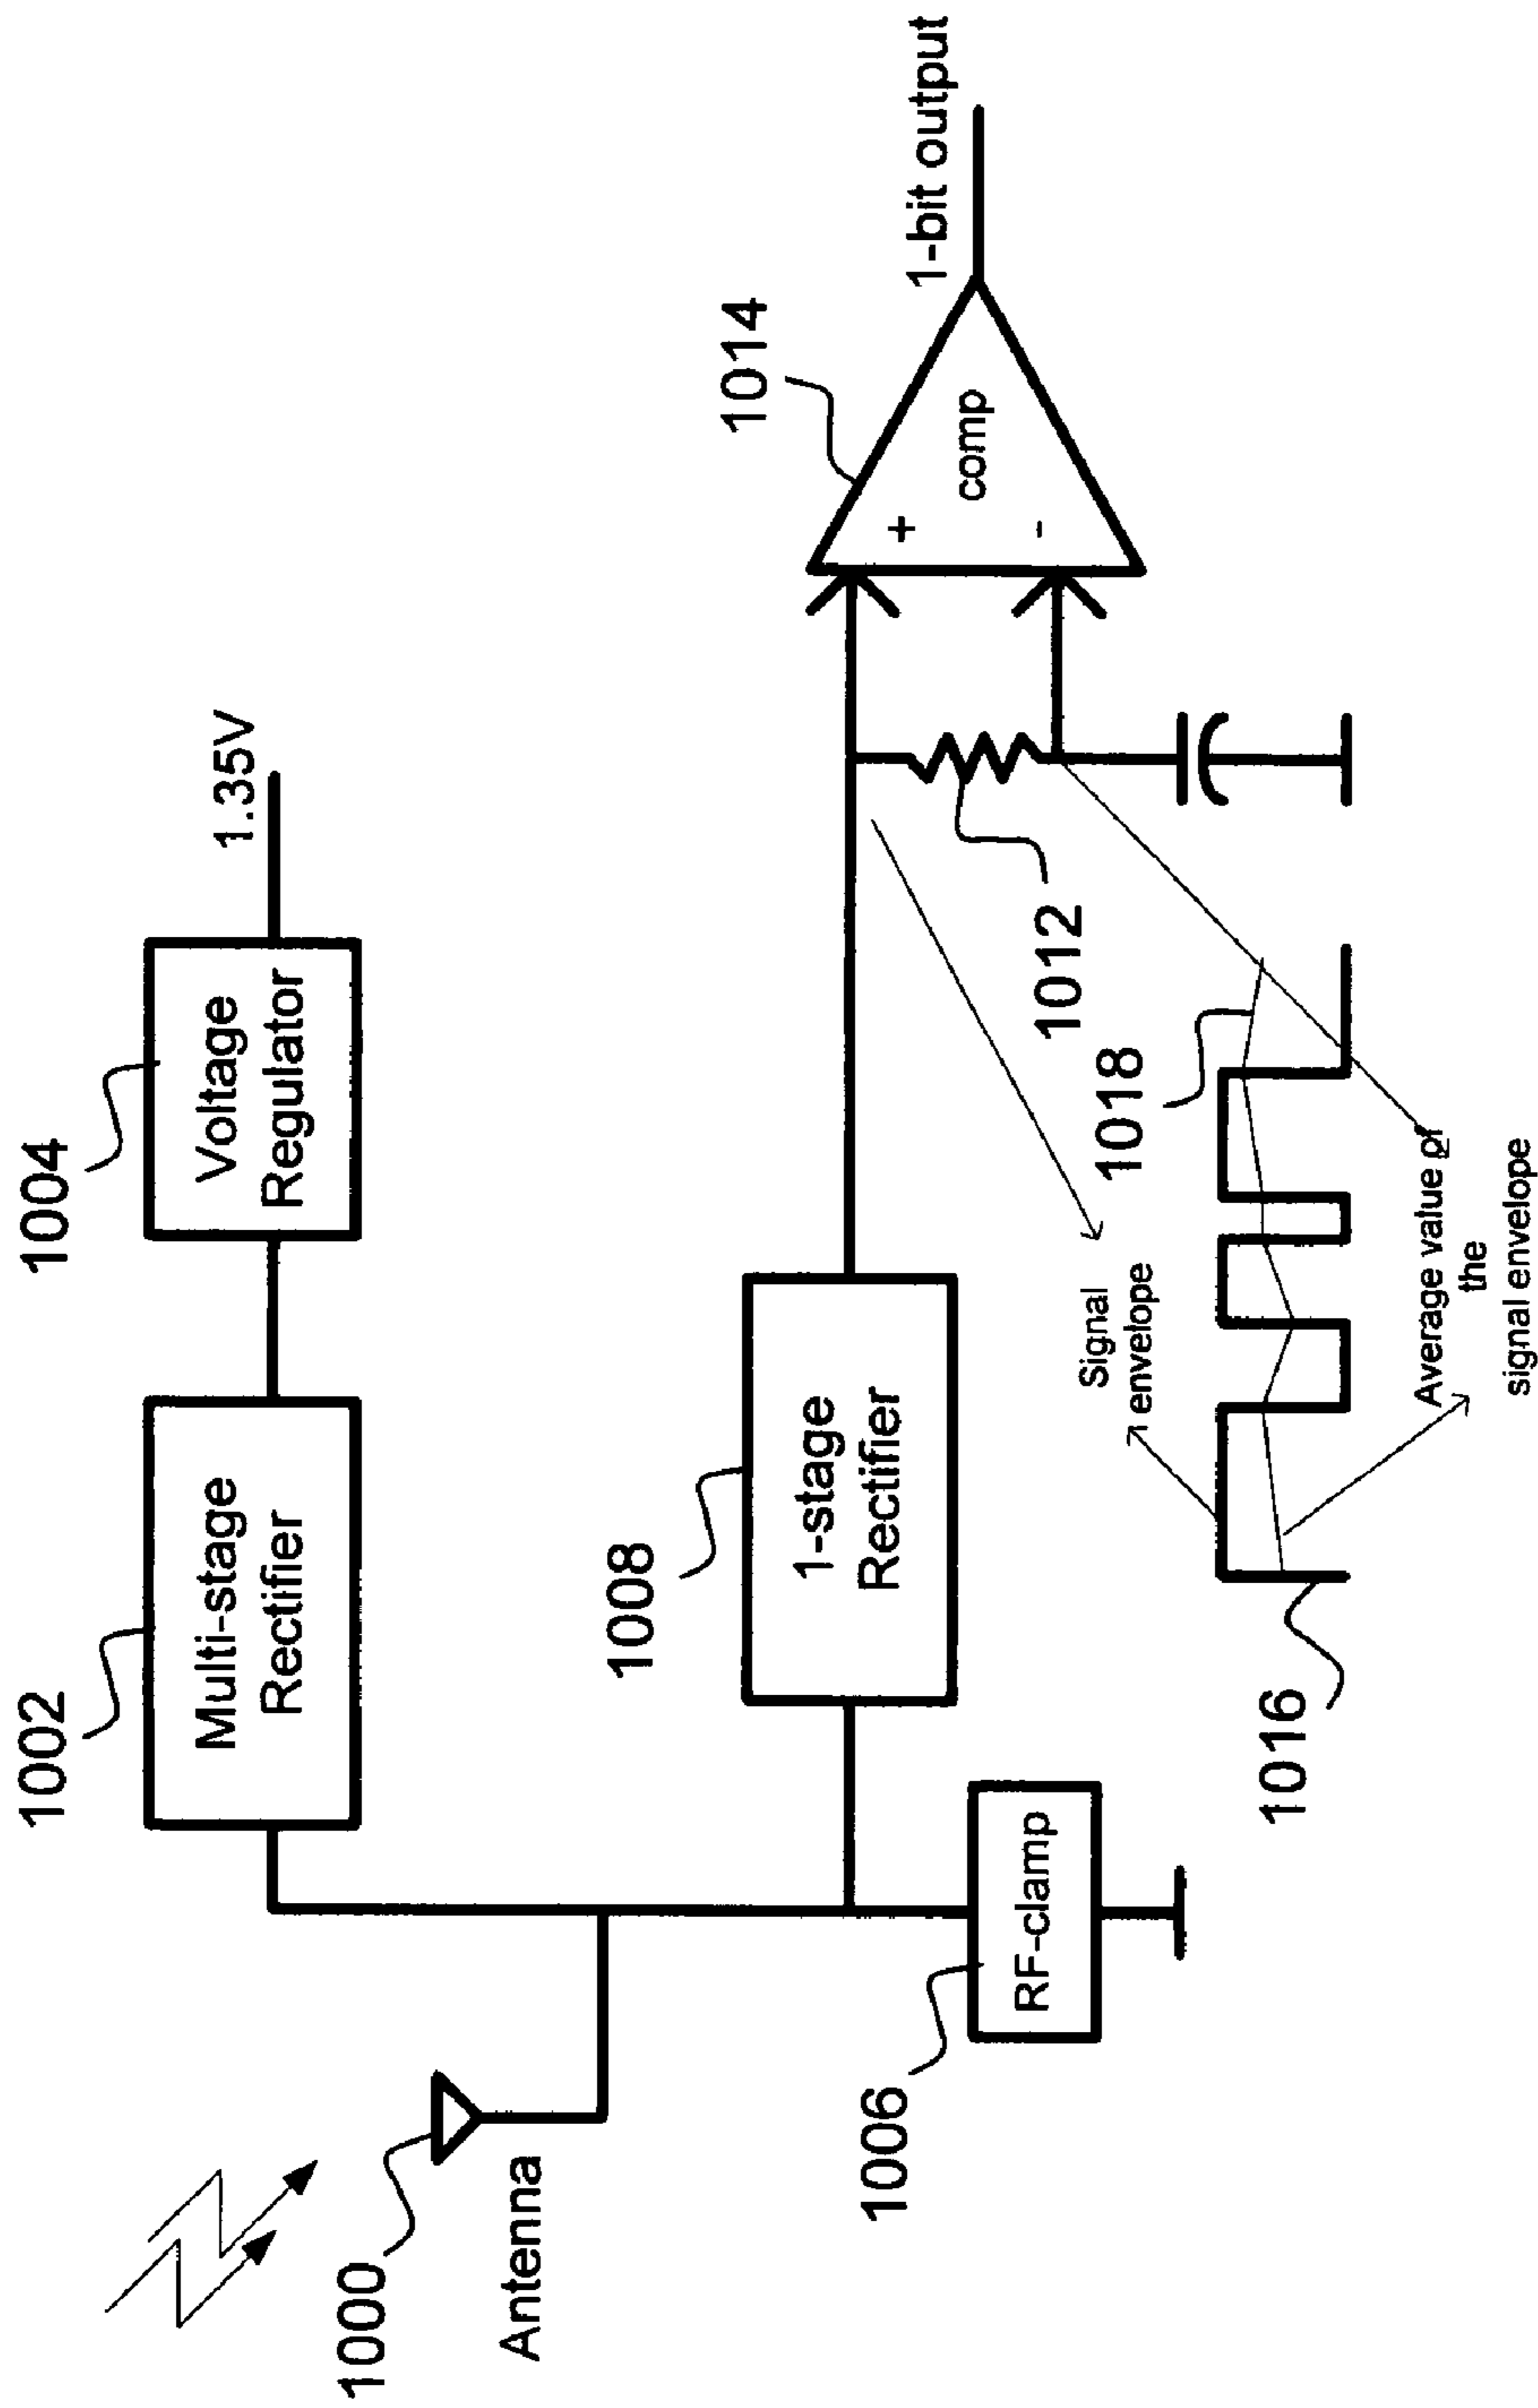 1002
Multi-stage
Rectifier
1004
Voltage
Regulator
1.35V
1000
Antenna
1006
RF-clamp
1008
1-stage
Rectifier
1014
+
-
comp
1-bit output
1012
Signal
envelope
1018
1016
Average value of
the
signal envelope